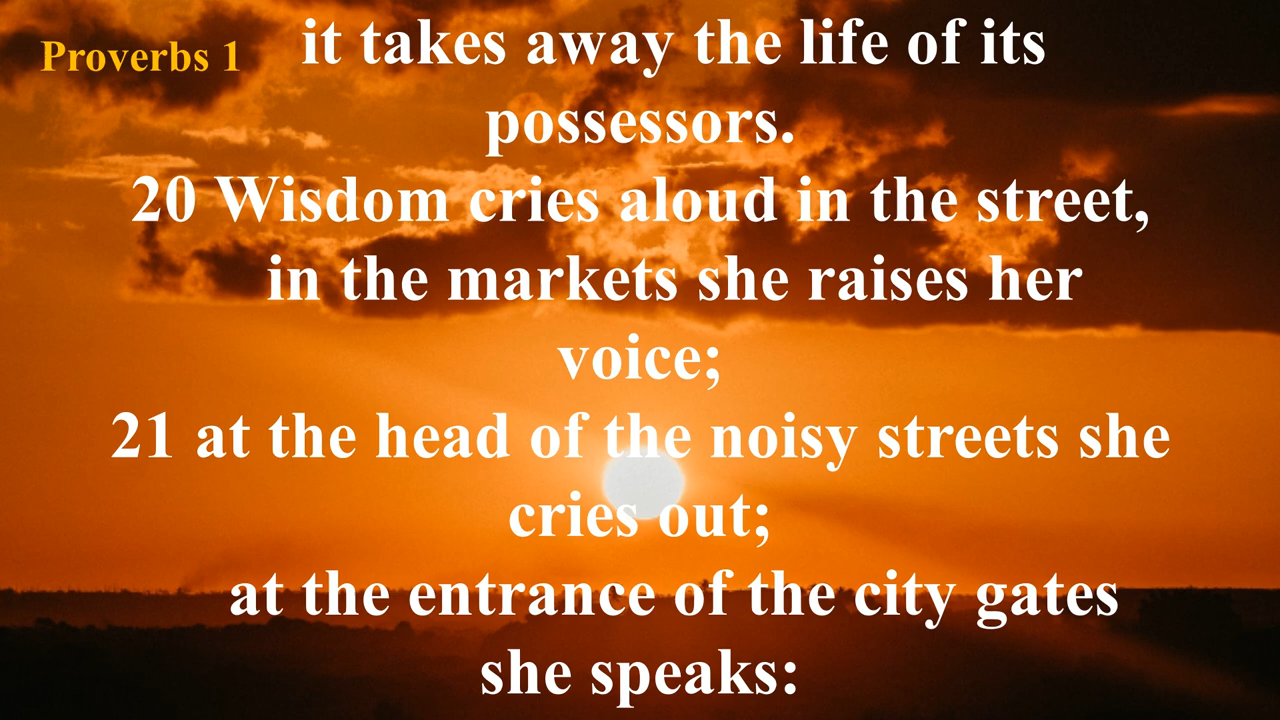 Proverbs 1
it takes away the life of its
possessors.
20 Wisdom cries aloud in the street,
in the markets she raises her
voice;
21 at the head of the noisy streets she
cries out;
at the entrance of the city gates
she speaks: